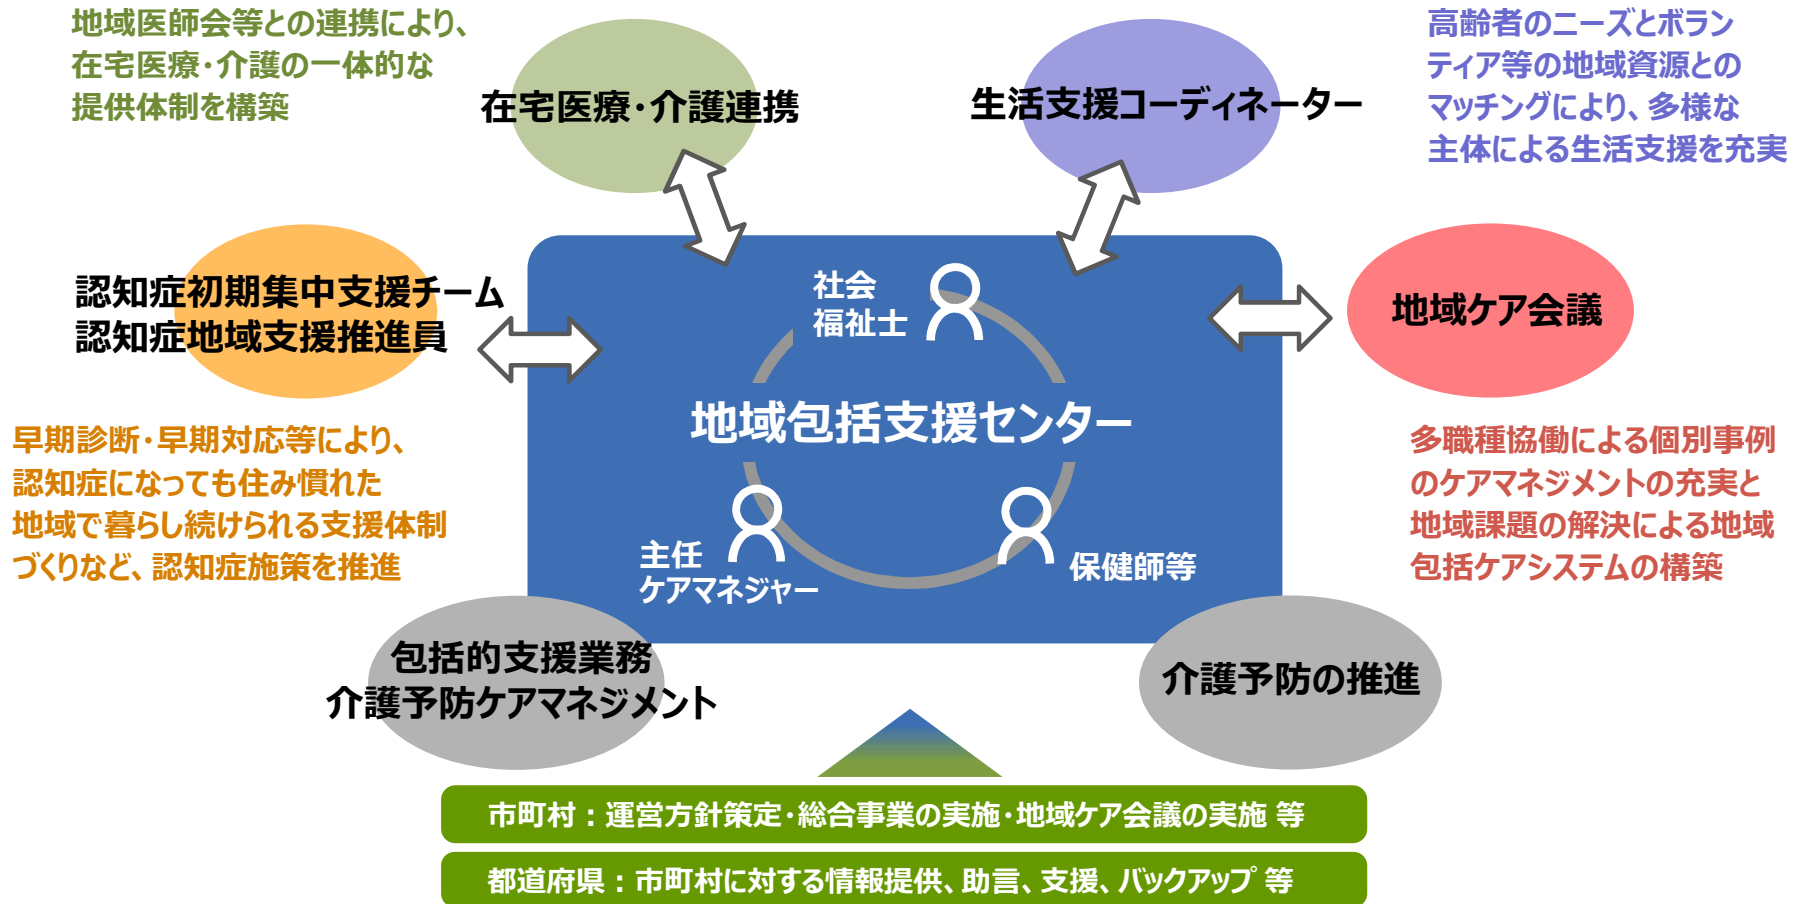 地域医師会等との連携により、
在宅医療・介護の一体的な
提供体制を構築
在宅医療・介護連携
生活支援コーディネーター
高齢者のニーズとボラン
ティア等の地域資源との
マッチングにより、多様な
主体による生活支援を充実
認知症初期集中支援チーム
認知症地域支援推進員
早期診断・早期対応等により、
認知症になっても住み慣れた
地域で暮らし続けられる支援体制
づくりなど、認知症施策を推進
社会
福祉士
地域包括支援センター
主任
ケアマネジャー
保健師等
地域ケア会議
多職種協働による個別事例
のケアマネジメントの充実と
地域課題の解決による地域
包括ケアシステムの構築
包括的支援業務
介護予防ケアマネジメント
介護予防の推進
市町村：運営方針策定・総合事業の実施・地域ケア会議の実施 等
都道府県：市町村に対する情報提供、助言、支援、バックアップ 等